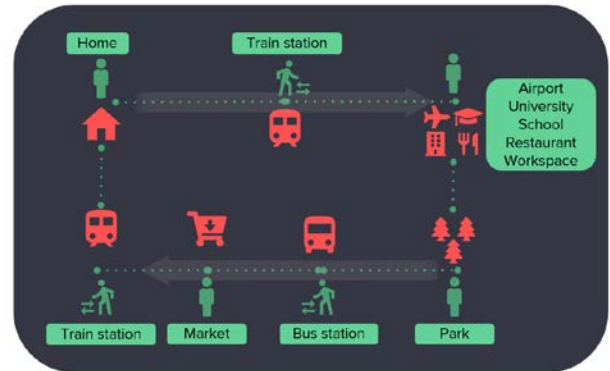 Home
Train station
Airport
University
School
Restaurant
Workspace
Train station
Market
Bus station
Park